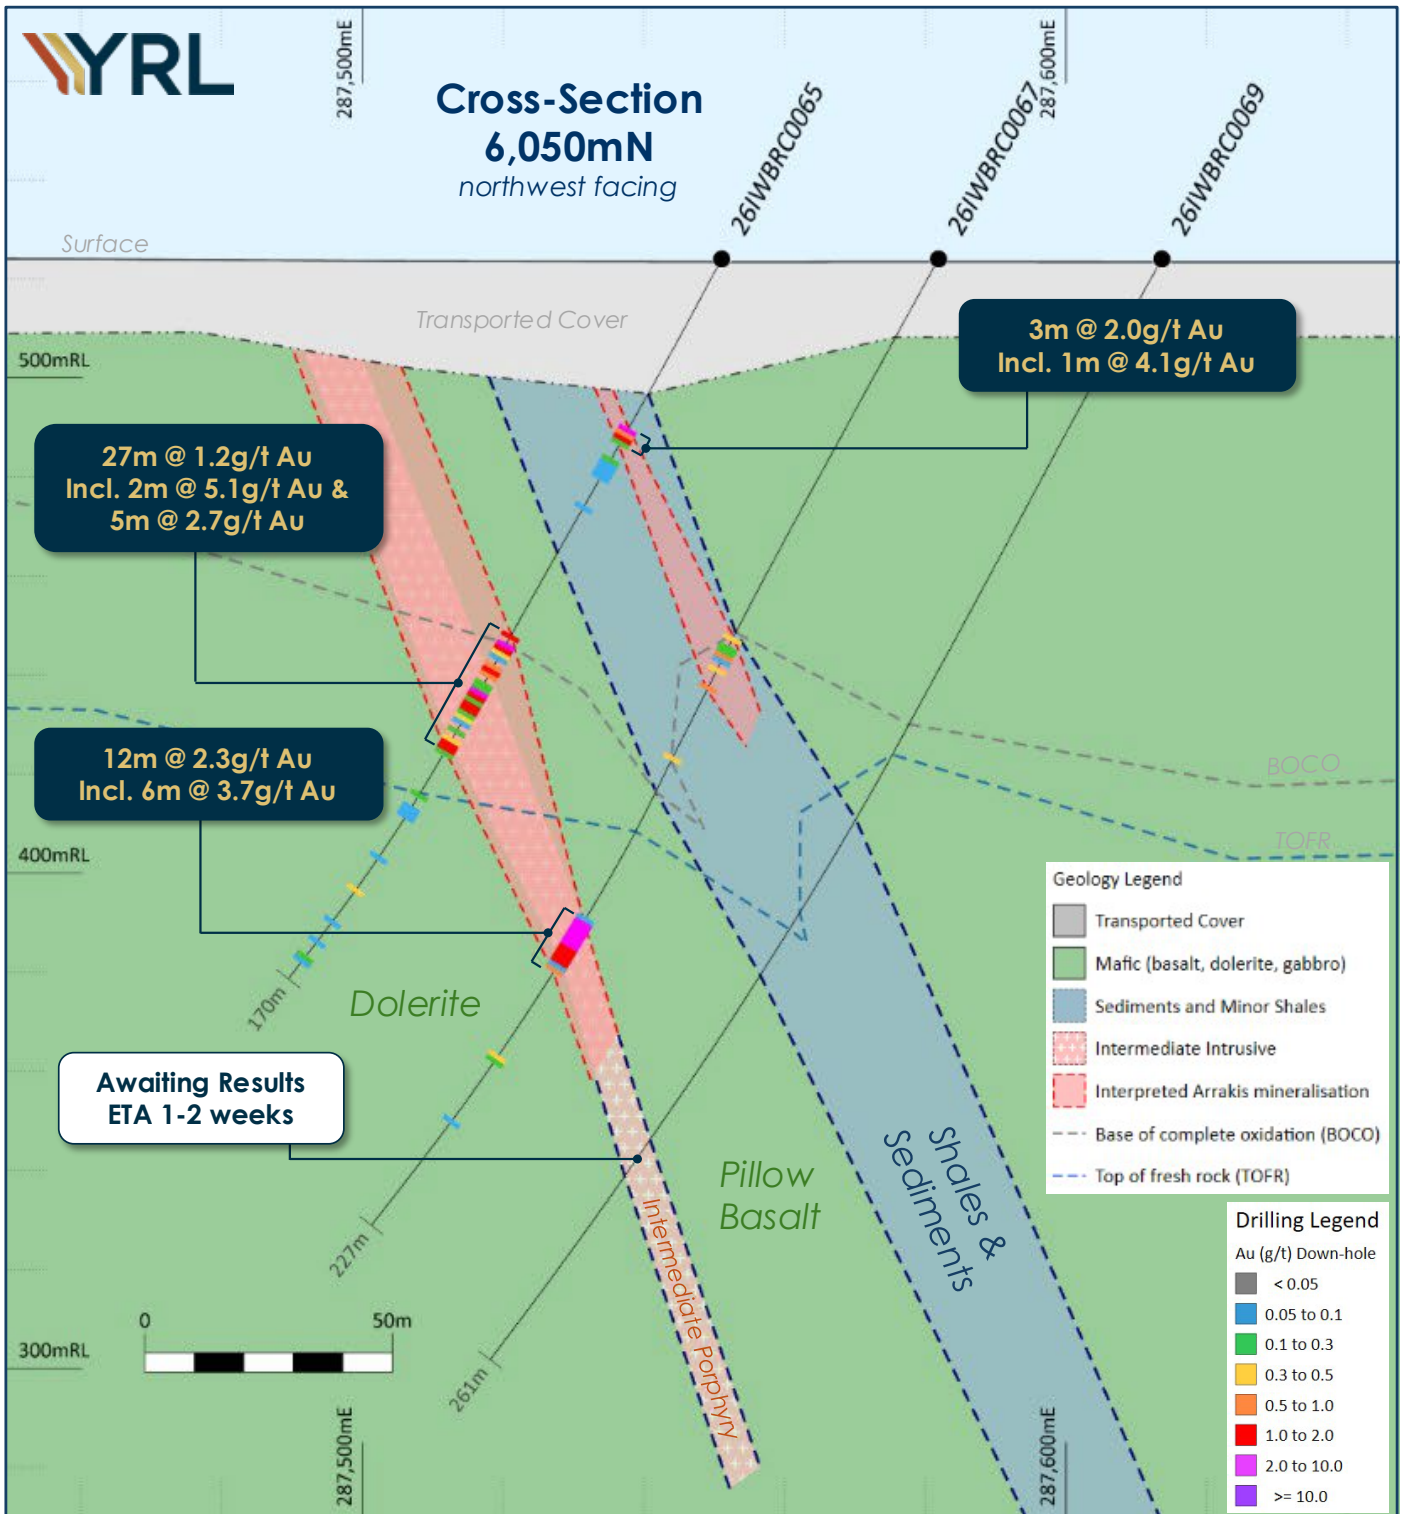 YRL
287,500mE
287,600mE
Cross-Section
6,050mN
northwest facing
26IWBRC0065
26IWBRC0067
26IWBRC0069
Surface
Transported Cover
3m @ 2.0g/t Au
Incl. 1m @ 4.1g/t Au
500mRL
27m @ 1.2g/t Au
Incl. 2m @ 5.1g/t Au &
5m @ 2.7g/t Au
12m @ 2.3g/t Au
Incl. 6m @ 3.7g/t Au
BOCO
TOFR
400mRL
Geology Legend
Transported Cover
Mafic (basalt, dolerite, gabbro)
Sediments and Minor Shales
Intermediate Intrusive
Interpreted Arrakis mineralisation
Base of complete oxidation (BOCO)
Top of fresh rock (TOFR)
170m
Dolerite
Awaiting Results
ETA 1-2 weeks
Pillow
Basalt
Shales &
Sediments
Intermediate Porphyry
227m
261m
0
50m
300mRL
287,500mE
287,600mE
Drilling Legend
Au (g/t) Down-hole
< 0.05
0.05 to 0.1
0.1 to 0.3
0.3 to 0.5
0.5 to 1.0
1.0 to 2.0
2.0 to 10.0
>= 10.0